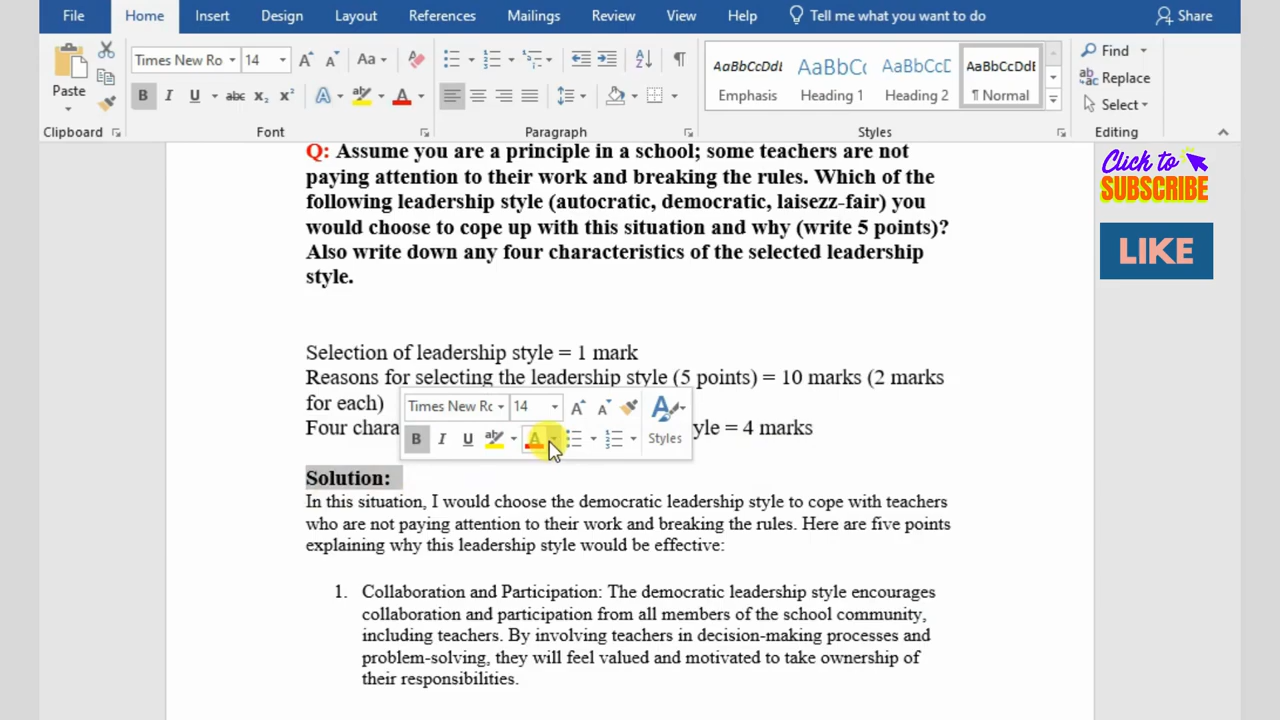 File Home Insert Design Layout References Mailings Review View Help Tell me what you want to do Share
Times New Ro 14 Aa Find
Paste Replace
AaBbCcDdI AaBbCc AaBbCcD AaBbCcDdE
B I U abc x₂ x² A ab A Emphasis Heading 1 Heading 2 ¶ Normal Select
Clipboard Font Paragraph Styles Editing
Q: Assume you are a principle in a school; some teachers are not
paying attention to their work and breaking the rules. Which of the
following leadership style (autocratic, democratic, laisezz-fair) you
would choose to cope up with this situation and why (write 5 points)?
Also write down any four characteristics of the selected leadership
style.
Click to
SUBSCRIBE
LIKE
Selection of leadership style = 1 mark
Reasons for selecting the leadership style (5 points) = 10 marks (2 marks
for each)
Four chara yle = 4 marks
Times New Rc 14
B I U ab A Styles
Solution:
In this situation, I would choose the democratic leadership style to cope with teachers
who are not paying attention to their work and breaking the rules. Here are five points
explaining why this leadership style would be effective:
1. Collaboration and Participation: The democratic leadership style encourages
collaboration and participation from all members of the school community,
including teachers. By involving teachers in decision-making processes and
problem-solving, they will feel valued and motivated to take ownership of
their responsibilities.